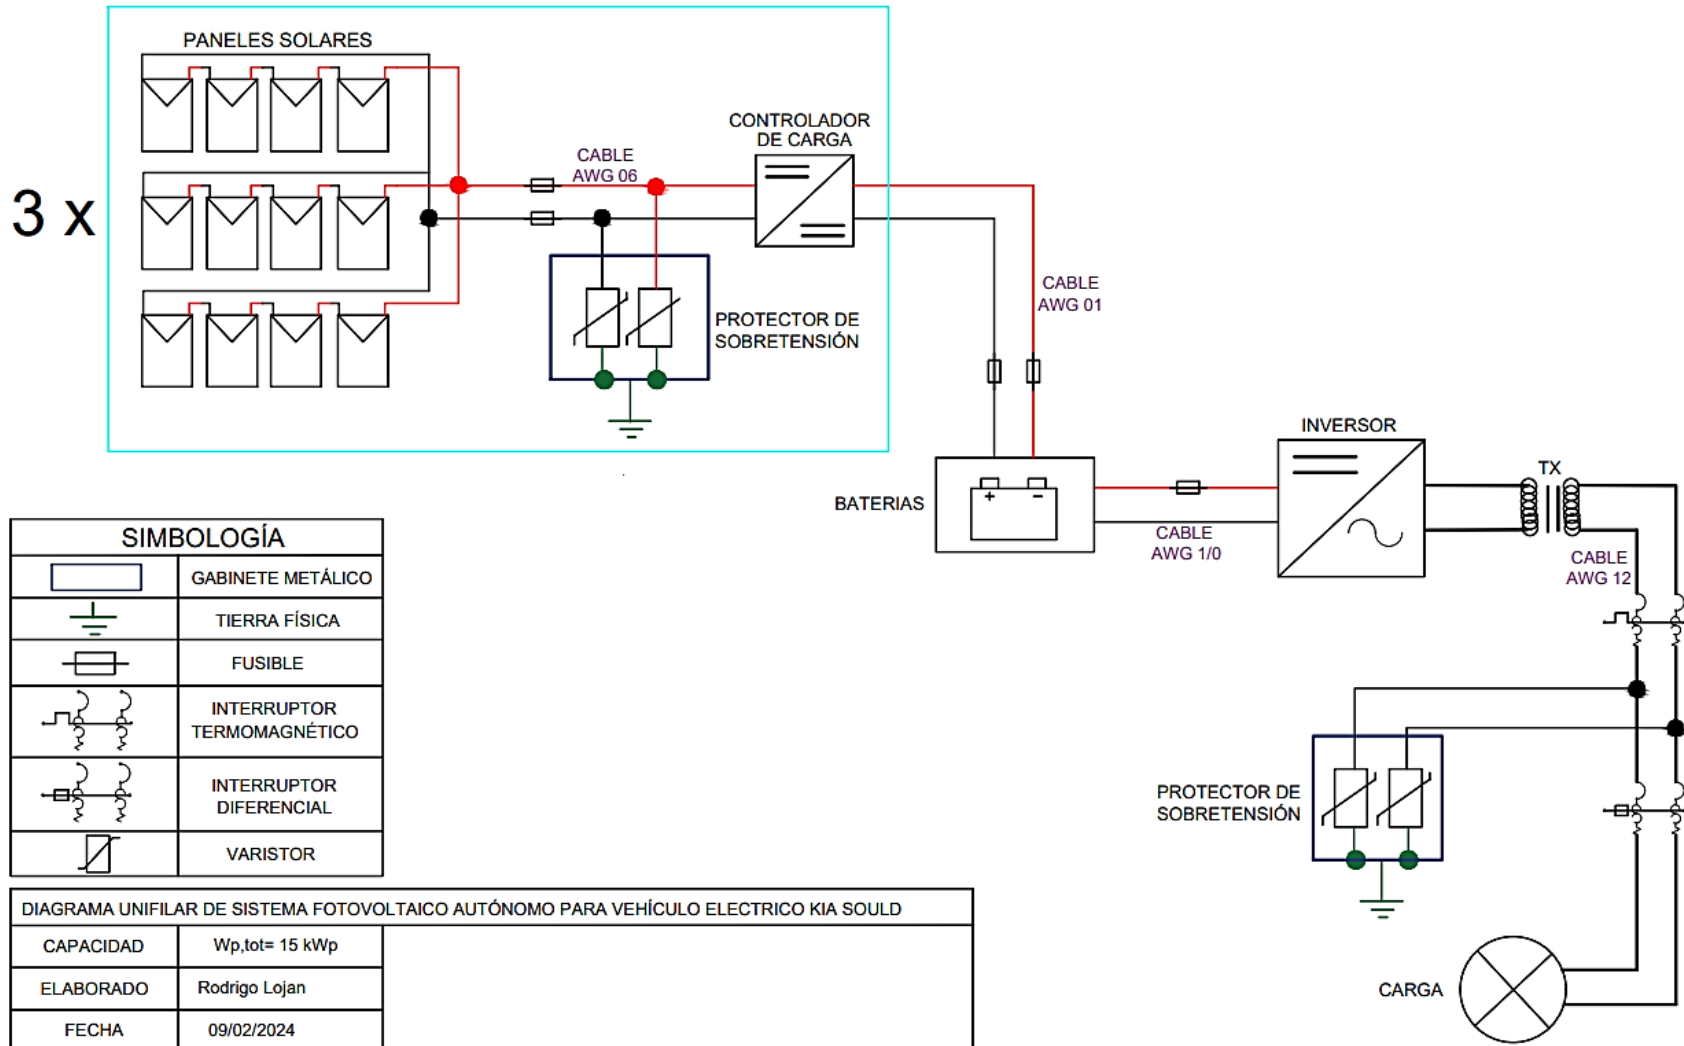 PANELES SOLARES
3 x
CABLE
AWG 06
CONTROLADOR
DE CARGA
PROTECTOR DE
SOBRETENSIÓN
CABLE
AWG 01
BATERIAS
+ -
CABLE
AWG 1/0
INVERSOR
TX
CABLE
AWG 12
PROTECTOR DE
SOBRETENSIÓN
CARGA
SIMBOLOGÍA
GABINETE METÁLICO
TIERRA FÍSICA
FUSIBLE
INTERRUPTOR
TERMOMAGNÉTICO
INTERRUPTOR
DIFERENCIAL
VARISTOR
DIAGRAMA UNIFILAR DE SISTEMA FOTOVOLTAICO AUTÓNOMO PARA VEHÍCULO ELECTRICO KIA SOULD
CAPACIDAD Wp,tot= 15 kWp
ELABORADO Rodrigo Lojan
FECHA 09/02/2024